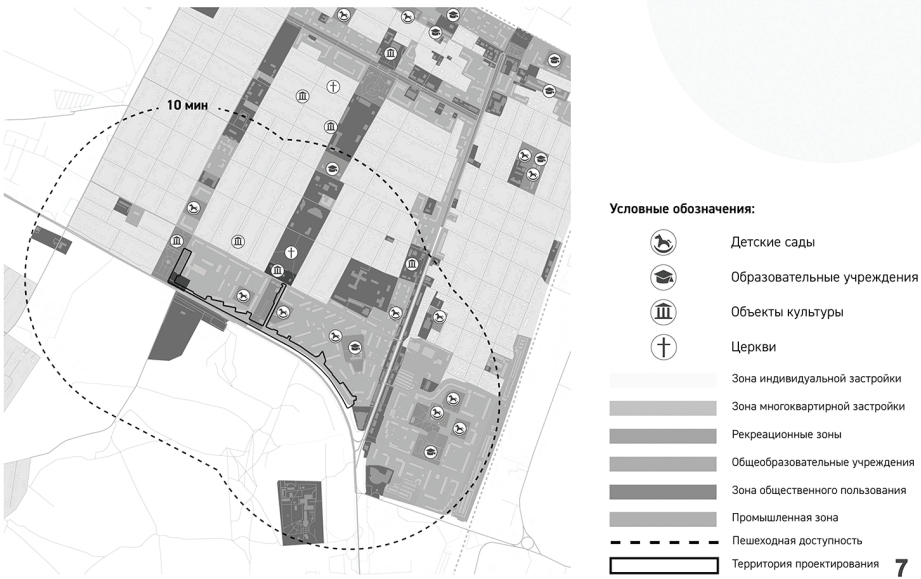 10 мин
Условные обозначения:
Детские сады
Образовательные учреждения
Объекты культуры
Церкви
Зона индивидуальной застройки
Зона многоквартирной застройки
Рекреационные зоны
Общеобразовательные учреждения
Зона общественного пользования
Промышленная зона
Пешеходная доступность
Территория проектирования
7